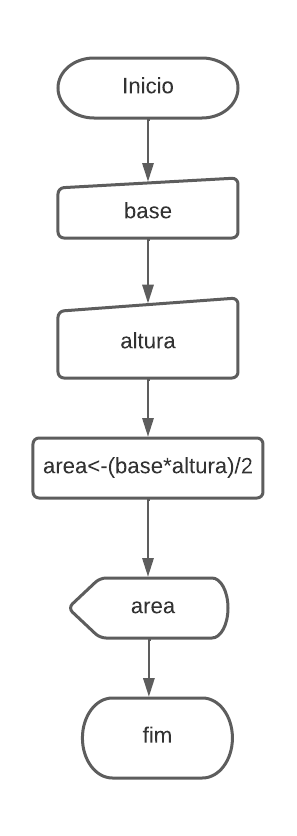 Inicio
base
altura
area<-(base*altura)/2
area
fim